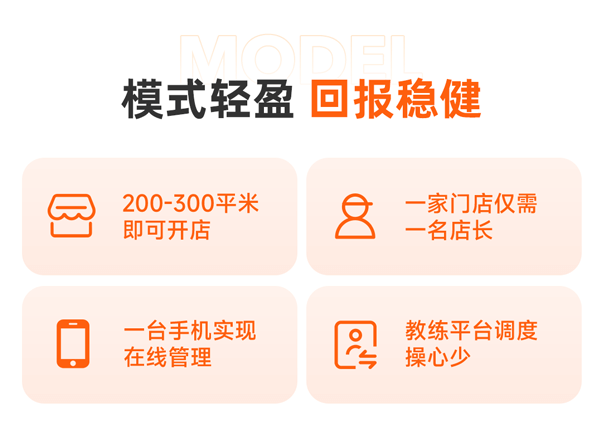 MODEL
模式轻盈 回报稳健
200-300平米
即可开店
一家门店仅需
一名店长
一台手机实现
在线管理
教练平台调度
操心少